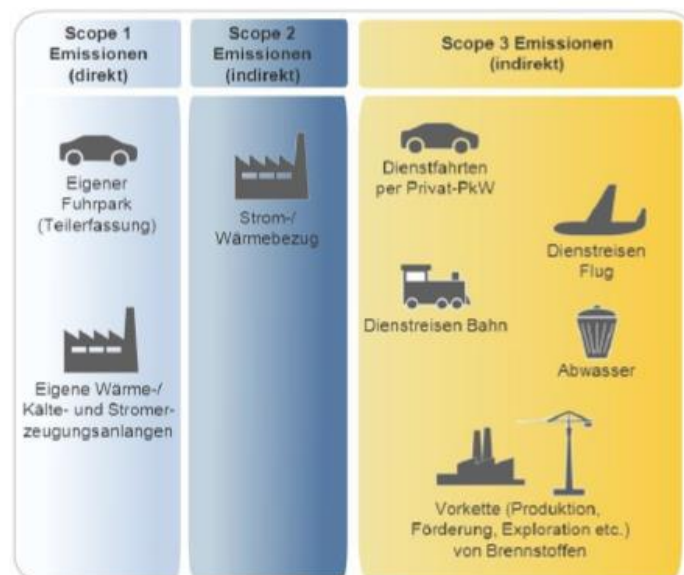 Scope 1
Emissionen
(direkt)
Scope 2
Emissionen
(indirekt)
Scope 3 Emissionen
(indirekt)
Eigener
Fuhrpark
(Teilerfassung)
Eigene Wärme-/
Kälte- und Stromer-
zeugungsanlangen
Strom-/
Wärmebezug
Dienstfahrten
per Privat-PkW
Dienstreisen
Flug
Dienstreisen Bahn
Abwasser
Vorkette (Produktion,
Förderung, Exploration etc.)
von Brennstoffen